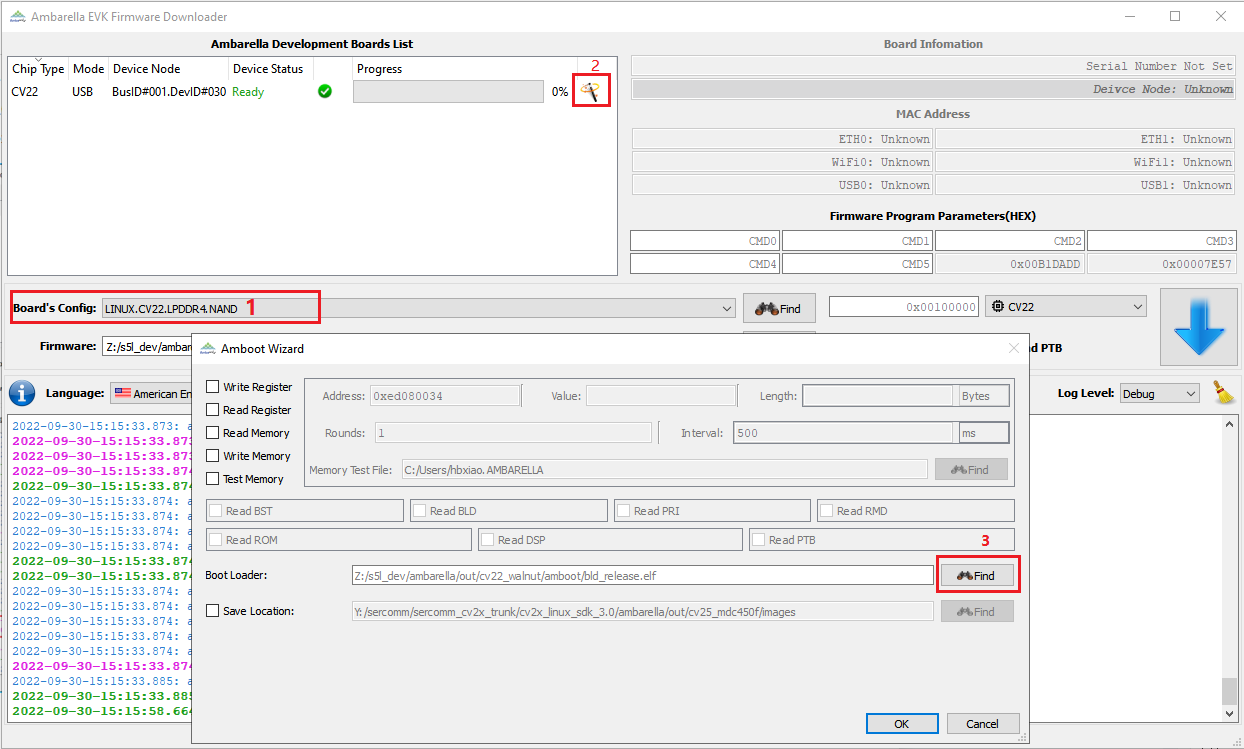 Ambarella EVK Firmware Downloader
Ambarella Development Boards List
Board Infomation
Chip Type Mode Device Node Device Status Progress 2
CV22 USB BusID#001.DevID#030 Ready 0%
Serial Number Not Set
Deivce Node: Unknown
MAC Address
ETH0: Unknown ETH1: Unknown
WiFi0: Unknown WiFi1: Unknown
USB0: Unknown USB1: Unknown
Firmware Program Parameters(HEX)
CMD0 CMD1 CMD2 CMD3
CMD4 CMD5 0x00B1DADD 0x00007E57
Board's Config: LINUX.CV22.LPDDR4.NAND 1 Find 0x00100000 CV22
Firmware: Z:/s5l_dev/ambar
d PTB
Language: American En
Log Level: Debug
Amboot Wizard
Write Register
Read Register
Read Memory
Write Memory
Test Memory
Address: 0xed080034 Value: Length: Bytes
Rounds: 1 Interval: 500 ms
Memory Test File: C:/Users/hbxiao.AMBARELLA Find
Read BST Read BLD Read PRI Read RMD
Read ROM Read DSP Read PTB 3
Boot Loader: Z:/s5l_dev/ambarella/out/cv22_walnut/amboot/bld_release.elf Find
Save Location: Y:/sercomm/sercomm_cv2x_trunk/cv2x_linux_sdk_3.0/ambarella/out/cv25_mdc450f/images Find
OK Cancel
2022-09-30-15:15:33.873: a
2022-09-30-15:15:33.873
2022-09-30-15:15:33.873
2022-09-30-15:15:33.874
2022-09-30-15:15:33.874
2022-09-30-15:15:33.874: a
2022-09-30-15:15:33.874: a
2022-09-30-15:15:33.874: a
2022-09-30-15:15:33.874: a
2022-09-30-15:15:33.874
2022-09-30-15:15:33.874
2022-09-30-15:15:33.874: a
2022-09-30-15:15:33.874: a
2022-09-30-15:15:33.874: a
2022-09-30-15:15:33.874: a
2022-09-30-15:15:33.874: a
2022-09-30-15:15:33.874
2022-09-30-15:15:33.885: a
2022-09-30-15:15:33.885
2022-09-30-15:15:58.664